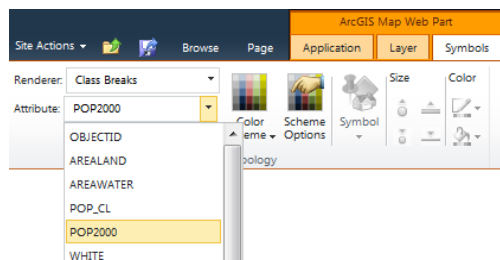 ArcGIS Map Web Part
Site Actions Browse Page Application Layer Symbols
Renderer: Class Breaks
Attribute: POP2000
Size Color
Color Scheme Symbol
eme Options
ology
OBJECTID
AREALAND
AREAWATER
POP_CL
POP2000
WHITE